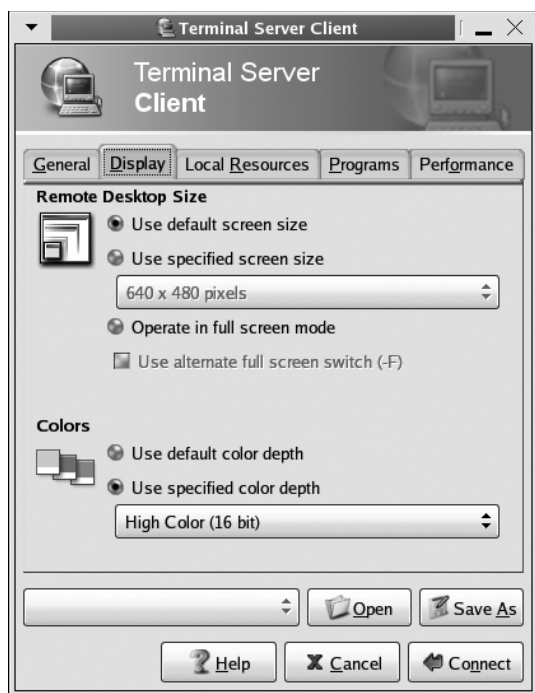 Terminal Server Client
Terminal Server
Client
General Display Local Resources Programs Performance
Remote Desktop Size
Use default screen size
Use specified screen size
640 x 480 pixels
Operate in full screen mode
Use alternate full screen switch (-F)
Colors
Use default color depth
Use specified color depth
High Color (16 bit)
Open Save As
Help Cancel Connect